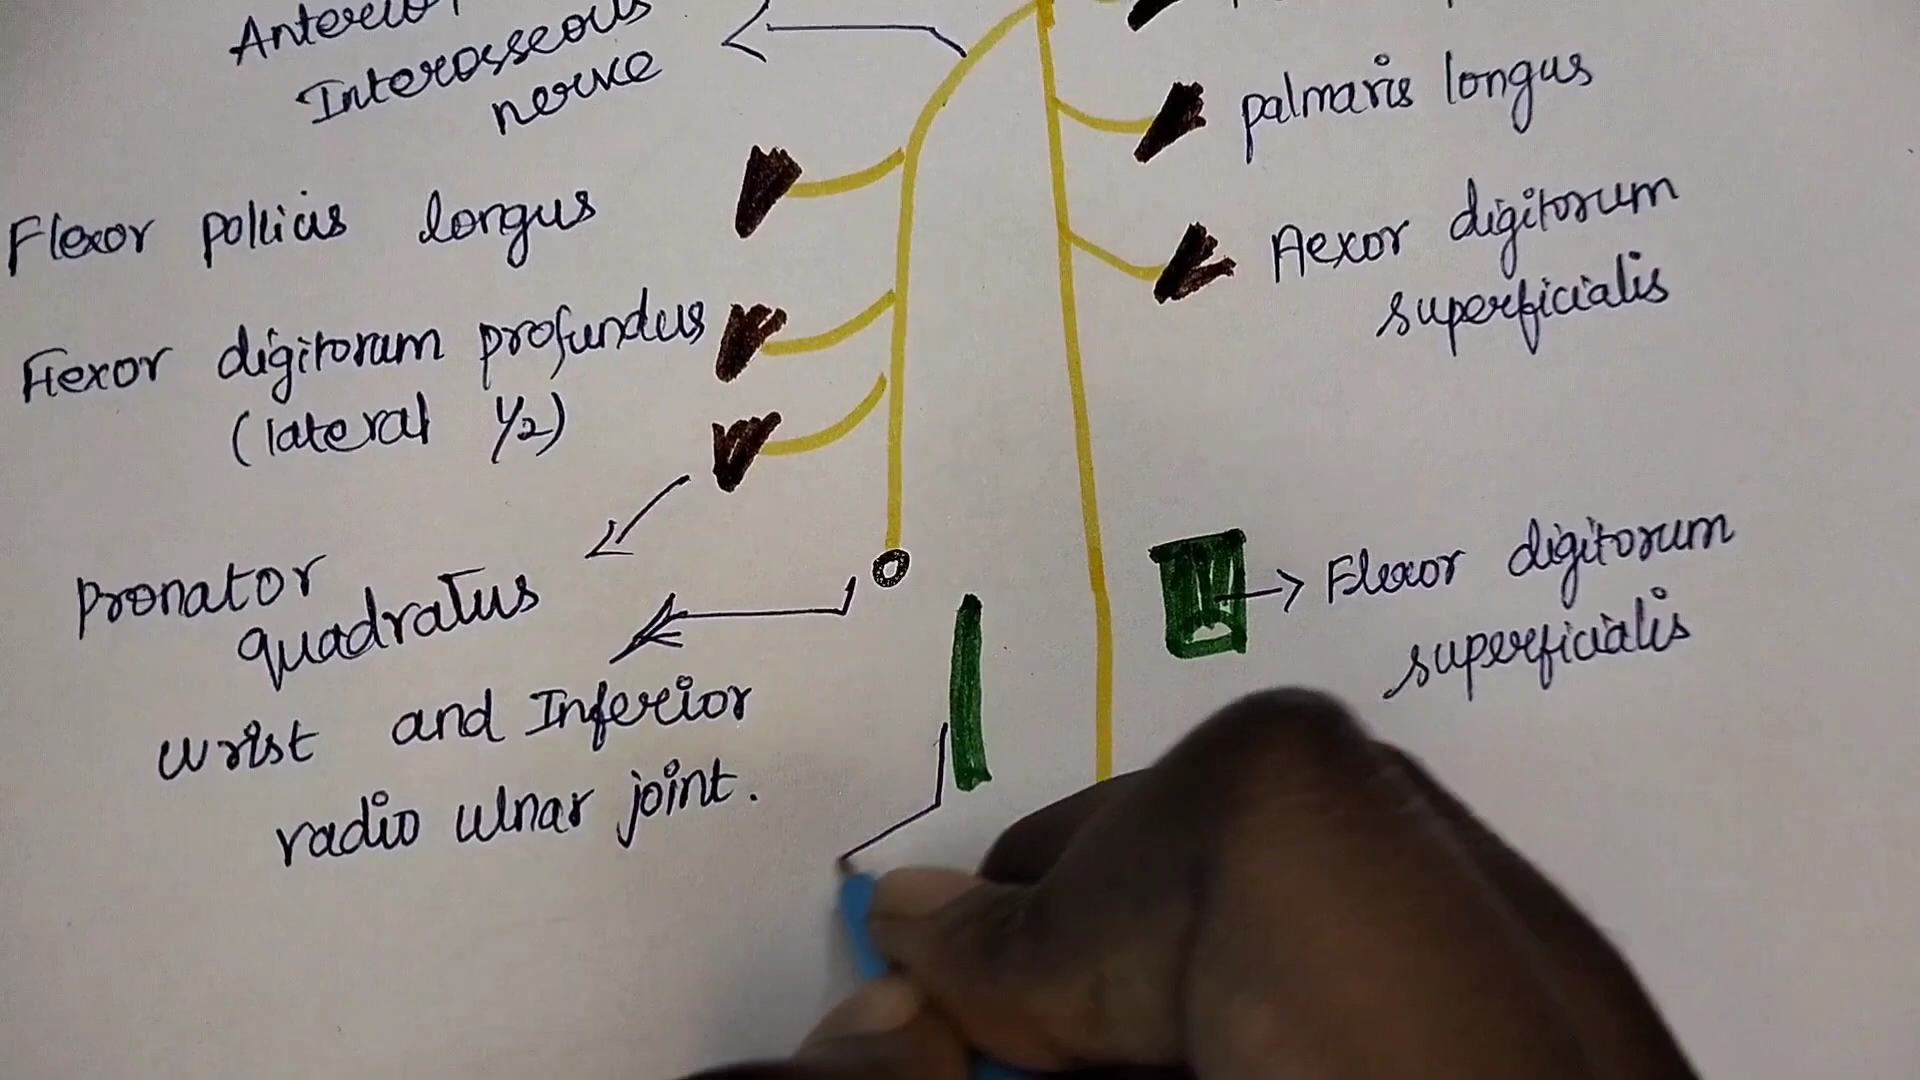 Interosseous
nerve
Flexor pollicis longus
Flexor digitorum profundus
(lateral 1/2)
Pronator
quadratus
wrist and Inferior
radio ulnar joint.
palmaris longus
Flexor digitorum
superficialis
Flexor digitorum
superficialis